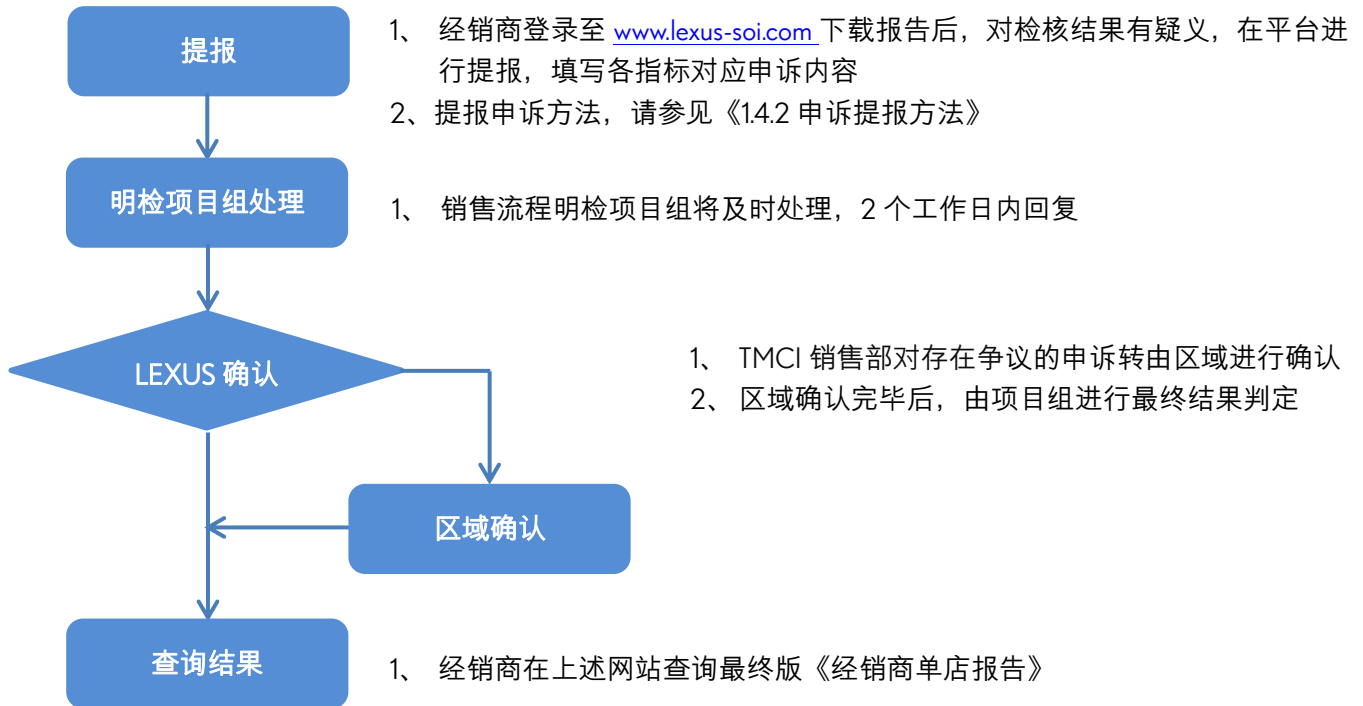 提报
1、 经销商登录至 www.lexus-soi.com 下载报告后，对检核结果有疑义，在平台进
行提报，填写各指标对应申诉内容
2、提报申诉方法，请参见《1.4.2 申诉提报方法》
明检项目组处理
1、 销售流程明检项目组将及时处理，2 个工作日内回复
LEXUS 确认
1、 TMCI 销售部对存在争议的申诉转由区域进行确认
2、 区域确认完毕后，由项目组进行最终结果判定
区域确认
查询结果
1、 经销商在上述网站查询最终版《经销商单店报告》